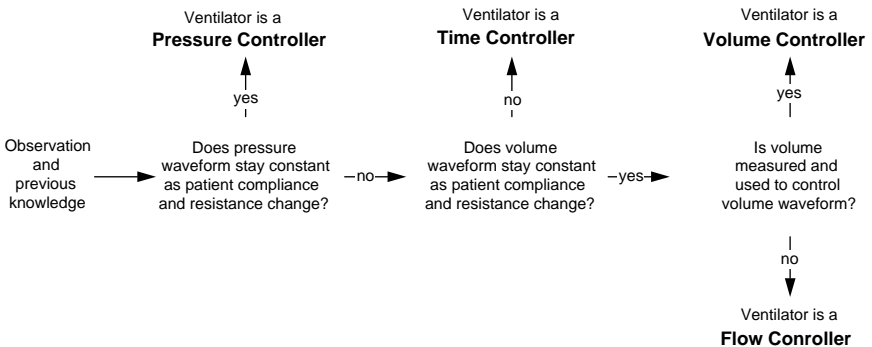 Ventilator is a
Pressure Controller
Ventilator is a
Time Controller
Ventilator is a
Volume Controller
yes
no
yes
Observation
and
previous
knowledge
Does pressure
waveform stay constant
as patient compliance
and resistance change?
no
Does volume
waveform stay constant
as patient compliance
and resistance change?
yes
Is volume
measured and
used to control
volume waveform?
no
Ventilator is a
Flow Conroller